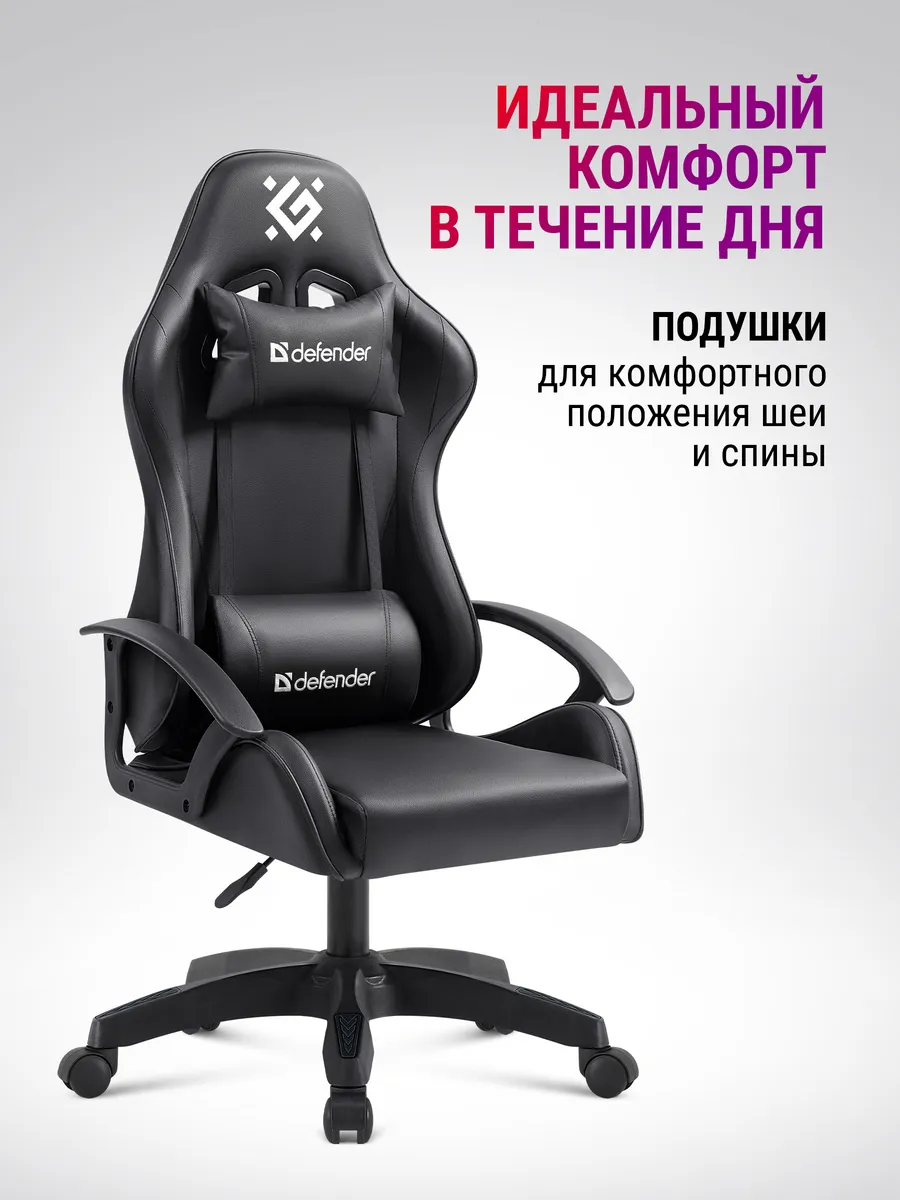 ИДЕАЛЬНЫЙ
КОМФОРТ
В ТЕЧЕНИЕ ДНЯ
ПОДУШКИ
для комфортного
положения шеи
и спины
defender
defender